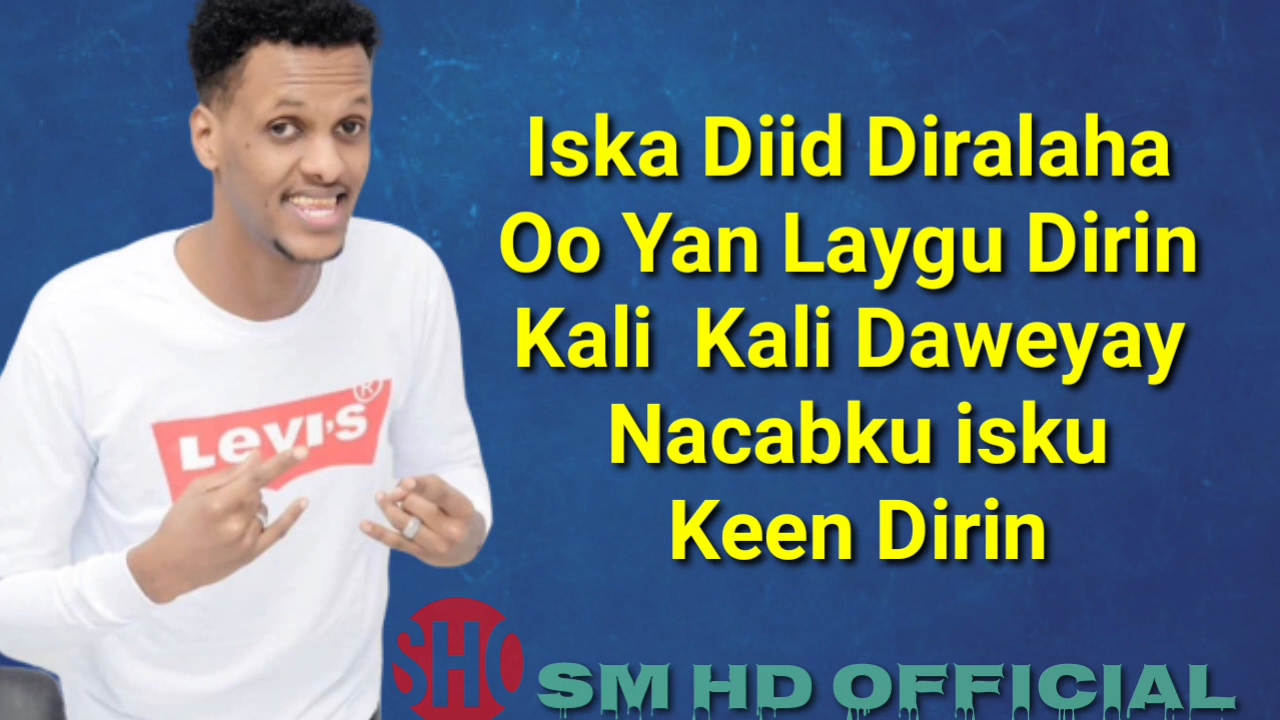 Iska Diid Diralaha
Oo Yan Laygu Dirin
Kali Kali Daweyay
Nacabku isku
Keen Dirin
LEVI'S ®
SHO
SM HD OFFICIAL